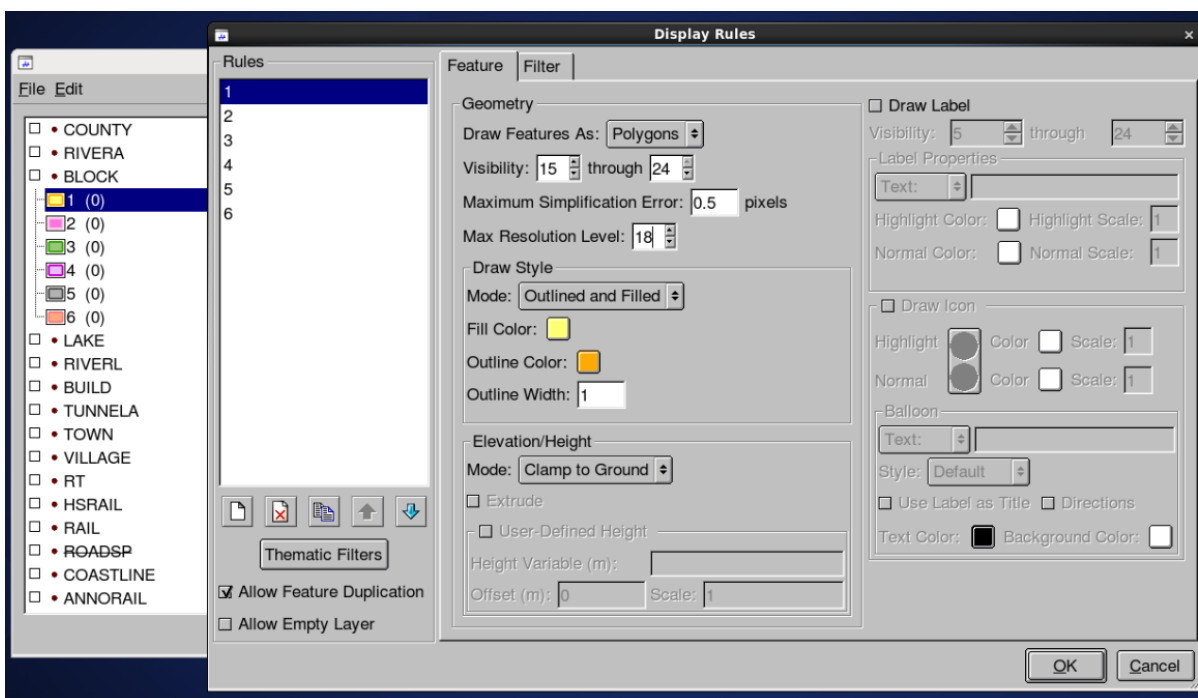 Display Rules
File Edit
COUNTY
RIVERA
BLOCK
1 (0)
2 (0)
3 (0)
4 (0)
5 (0)
6 (0)
LAKE
RIVERL
BUILD
TUNNELA
TOWN
VILLAGE
RT
HSRAIL
RAIL
ROADSP
COASTLINE
ANNORAIL
Rules
1
2
3
4
5
6
Thematic Filters
Allow Feature Duplication
Allow Empty Layer
Feature Filter
Geometry
Draw Features As: Polygons
Visibility: 15 through 24
Maximum Simplification Error: 0.5 pixels
Max Resolution Level: 18
Draw Style
Mode: Outlined and Filled
Fill Color:
Outline Color:
Outline Width: 1
Elevation/Height
Mode: Clamp to Ground
Extrude
User-Defined Height
Height Variable (m):
Offset (m): 0 Scale: 1
Draw Label
Visibility: 5 through 24
Label Properties
Text:
Highlight Color: Highlight Scale: 1
Normal Color: Normal Scale: 1
Draw Icon
Highlight Color Scale: 1
Normal Color Scale: 1
Balloon
Text:
Style: Default
Use Label as Title Directions
Text Color: Background Color:
OK Cancel